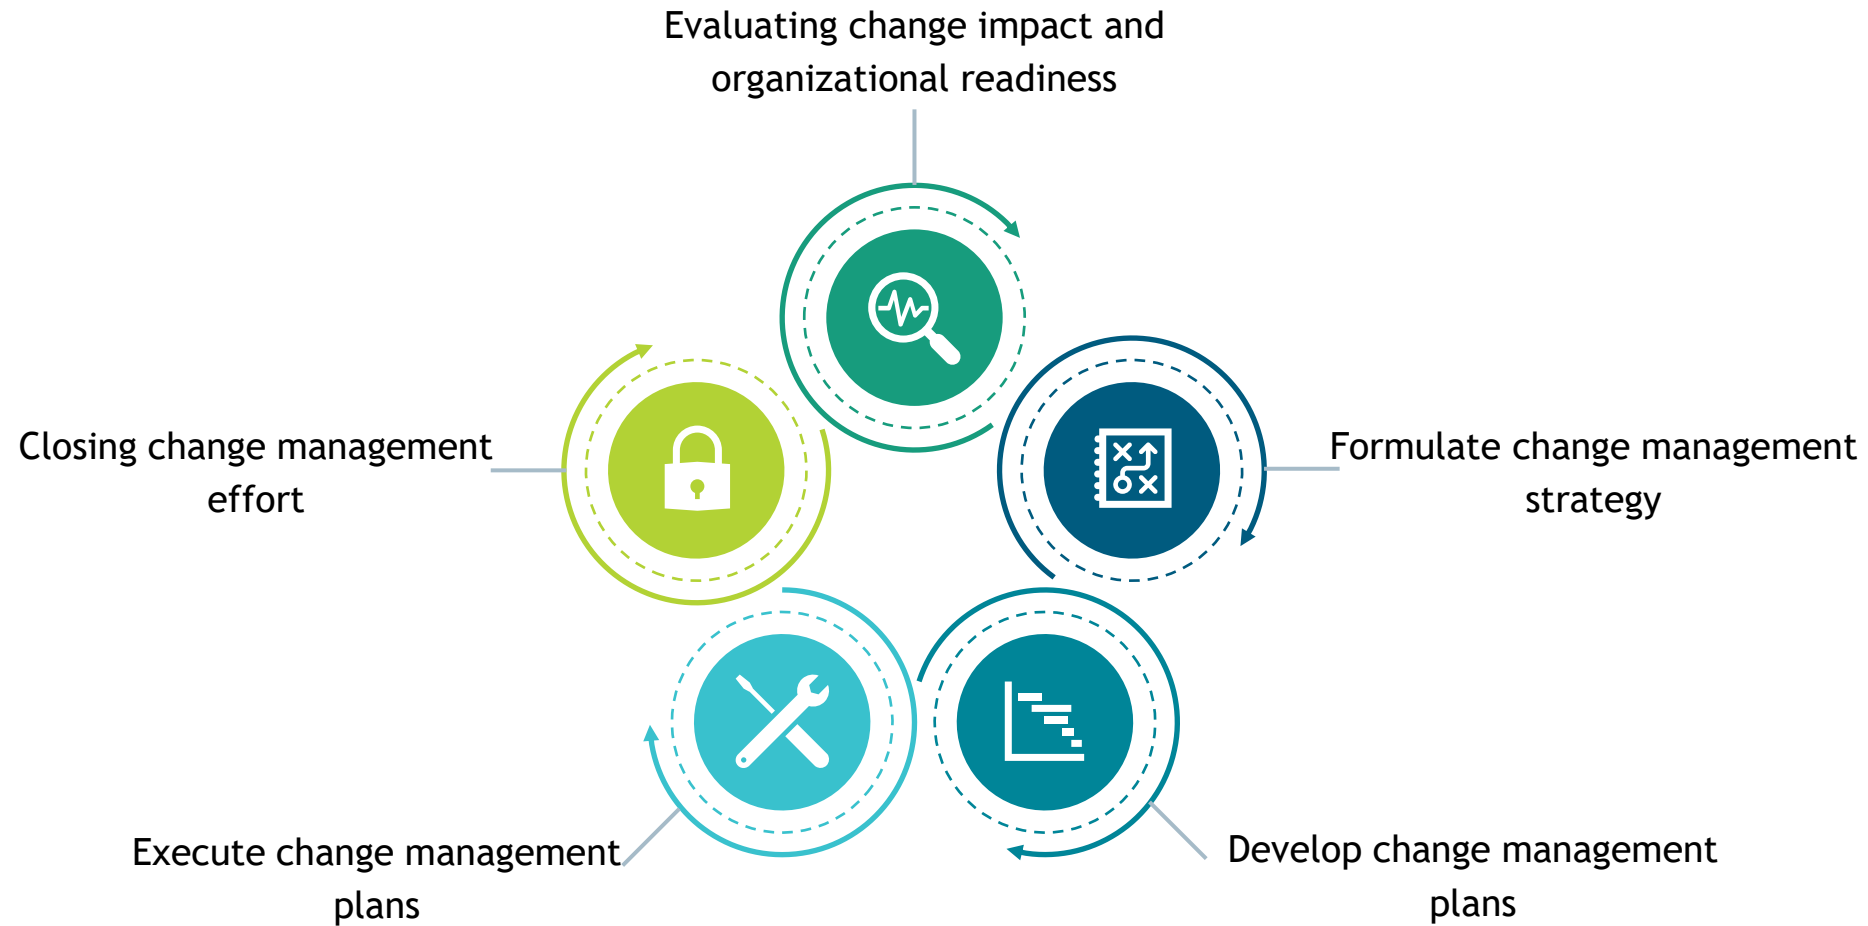 Evaluating change impact and
organizational readiness
Formulate change management
strategy
Develop change management
plans
Execute change management
plans
Closing change management
effort